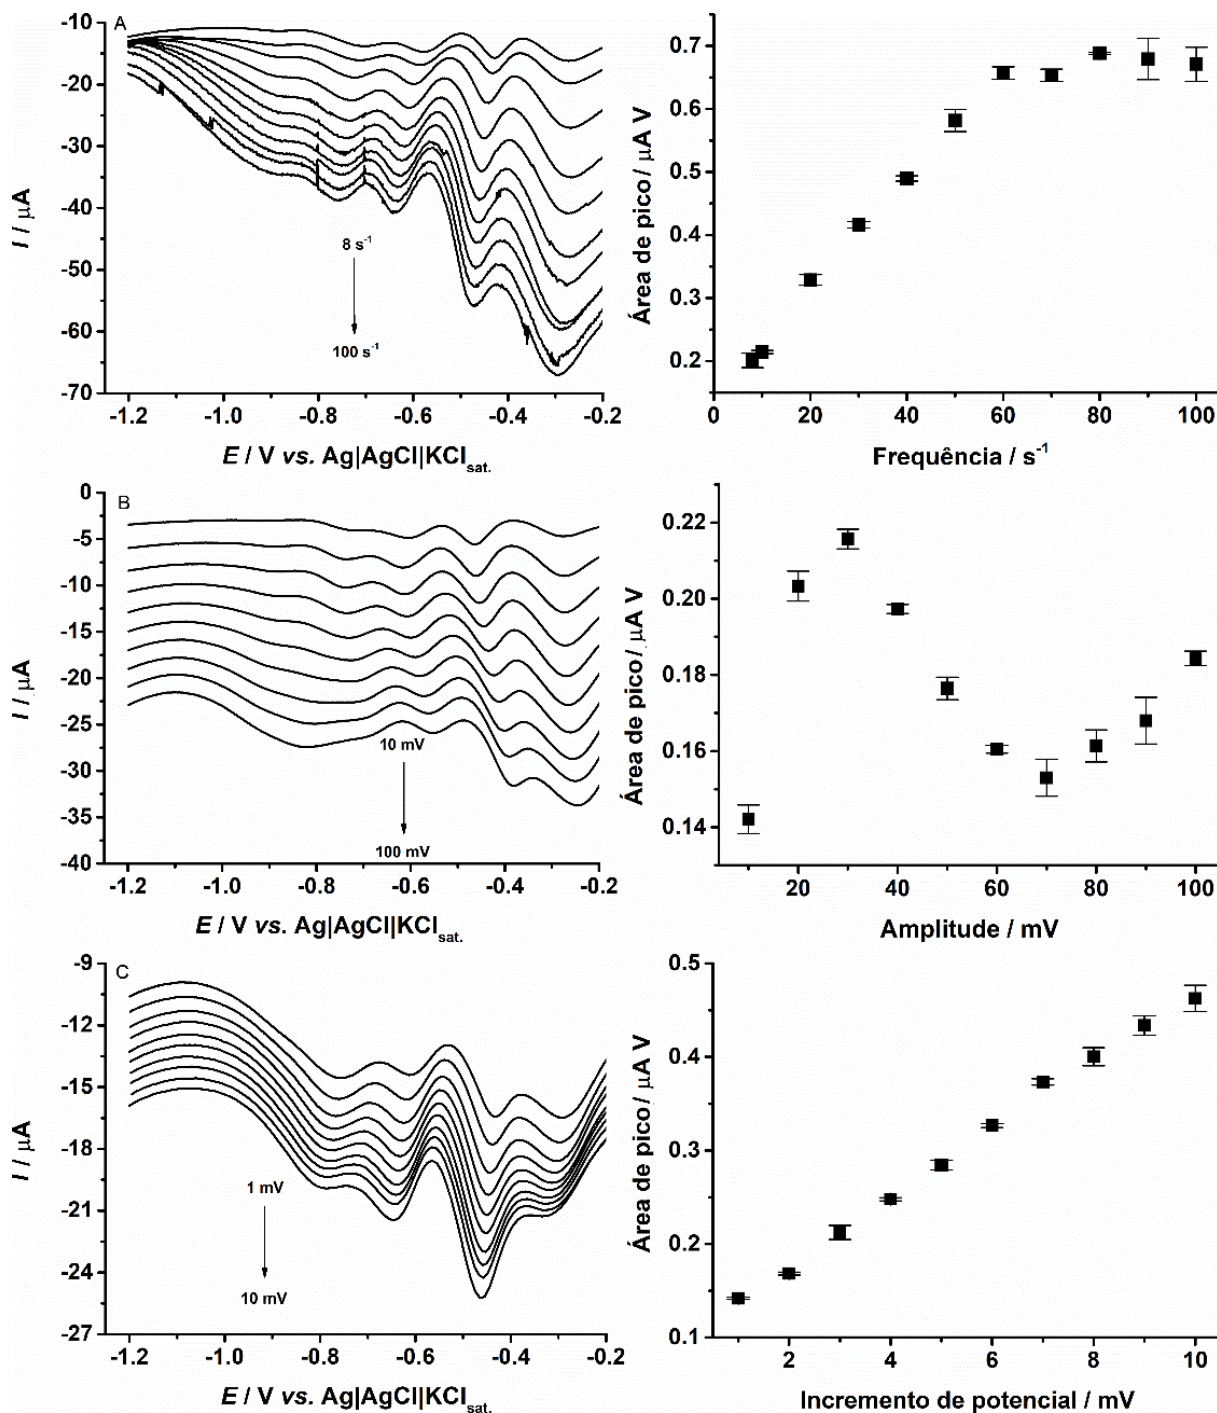 A
-10
-20
-30
-40
-50
-60
-70
I / µA
8 s-1
100 s-1
-1.2 -1.0 -0.8 -0.6 -0.4 -0.2
E / V vs. Ag|AgCl||KClsat.
0.7
0.6
0.5
0.4
0.3
0.2
Área de pico / µA V
0 20 40 60 80 100
Frequência / s-1
B
0
-5
-10
-15
-20
-25
-30
-35
-40
I / µA
10 mV
100 mV
-1.2 -1.0 -0.8 -0.6 -0.4 -0.2
E / V vs. Ag|AgCl||KClsat.
0.22
0.20
0.18
0.16
0.14
Área de pico / µA V
20 40 60 80 100
Amplitude / mV
C
-9
-12
-15
-18
-21
-24
-27
I / µA
1 mV
10 mV
-1.2 -1.0 -0.8 -0.6 -0.4 -0.2
E / V vs. Ag|AgCl||KClsat.
0.5
0.4
0.3
0.2
0.1
Área de pico / µA V
2 4 6 8 10
Incremento de potencial / mV